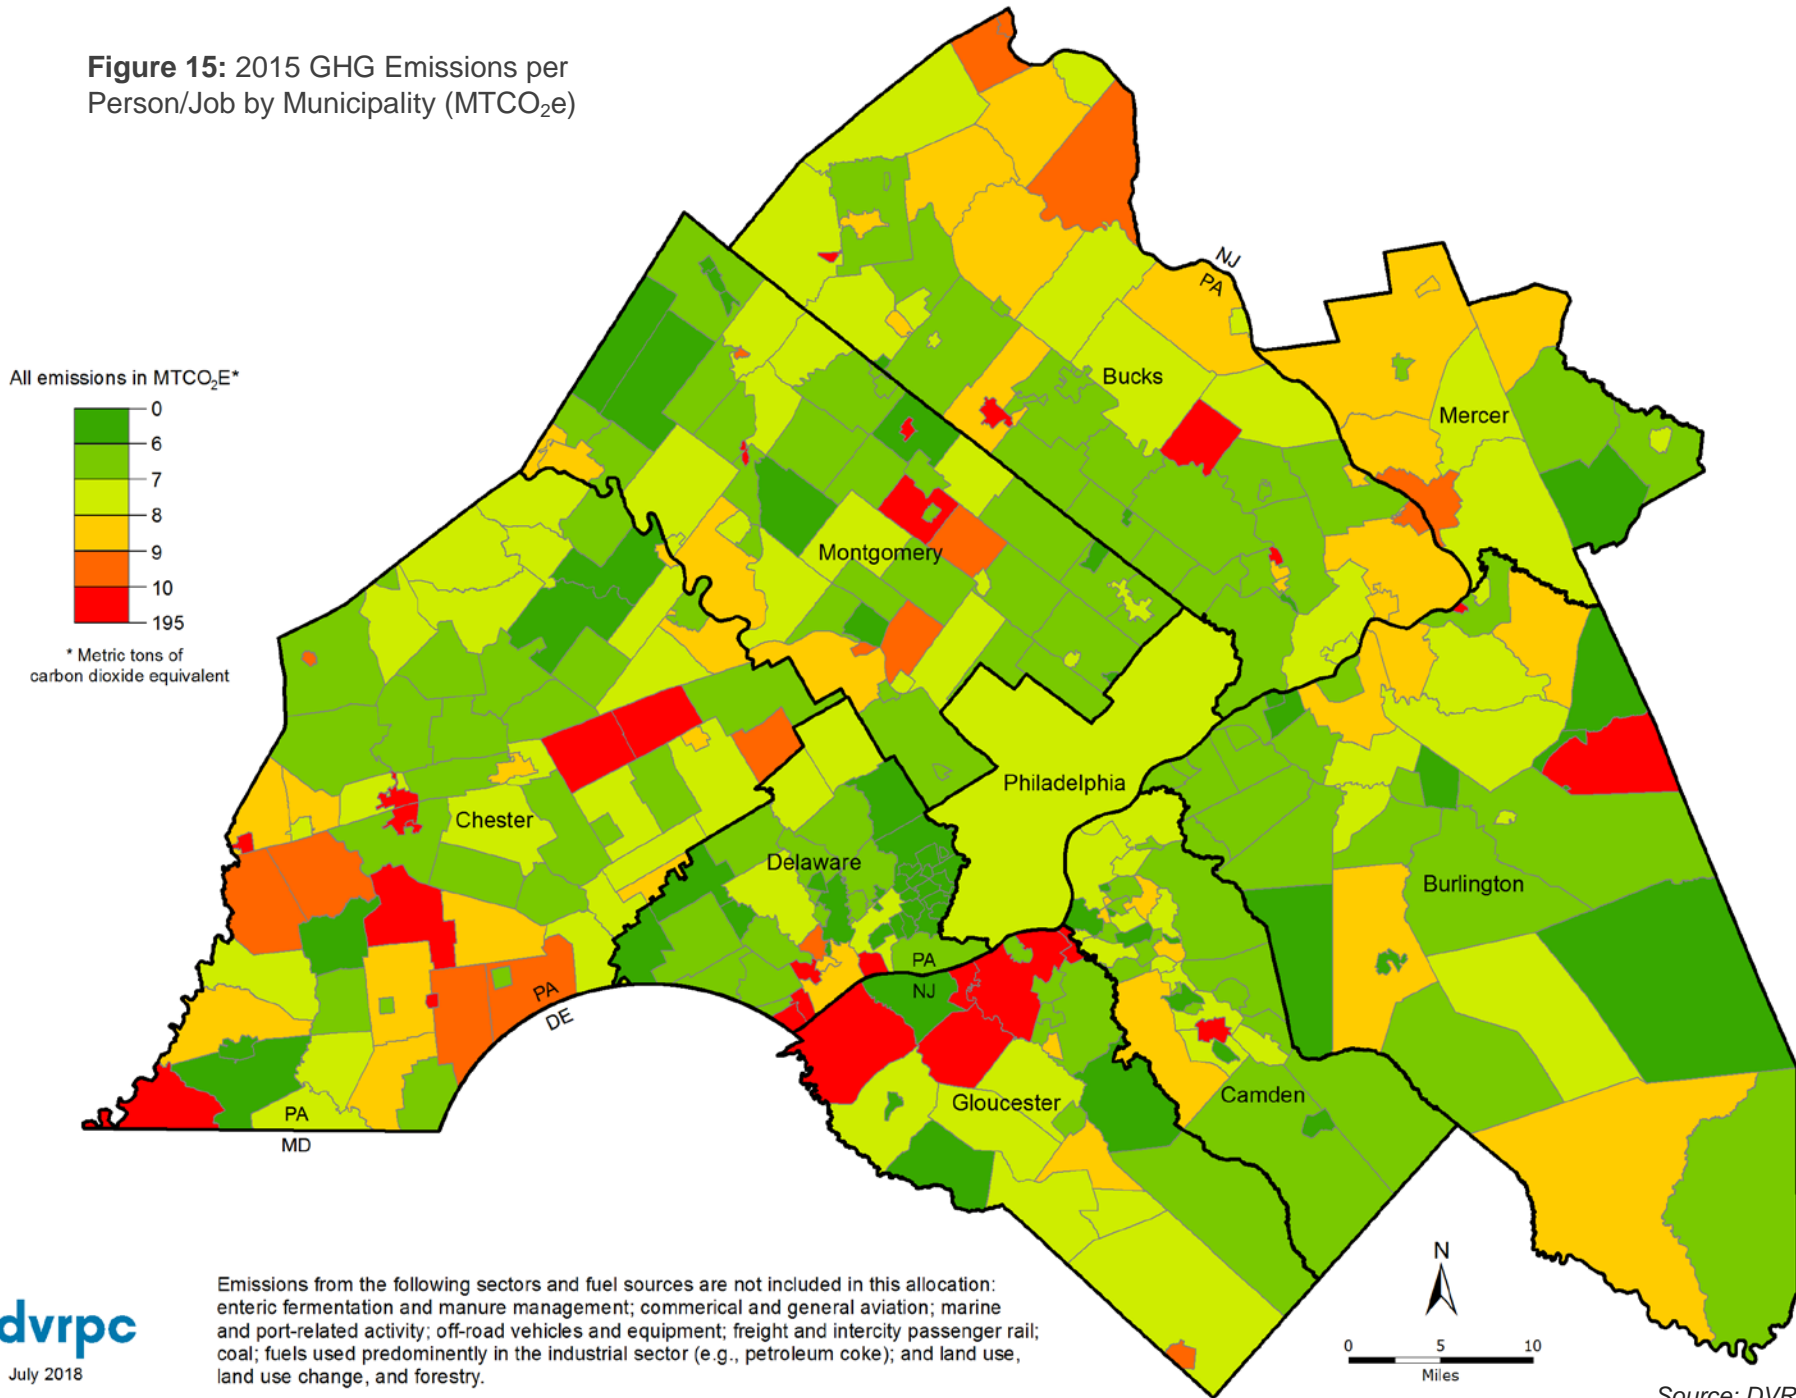 Figure 15: 2015 GHG Emissions per
Person/Job by Municipality (MTCO₂e)
NJ
PA
Bucks
Mercer
All emissions in MTCO₂E*
0
6
7
8
9
10
195
* Metric tons of
carbon dioxide equivalent
Montgomery
Philadelphia
Chester
Delaware
Burlington
PA
NJ
PA
DE
Camden
Gloucester
PA
MD
N
0 5 10
Miles
Emissions from the following sectors and fuel sources are not included in this allocation:
enteric fermentation and manure management; commerical and general aviation; marine
and port-related activity; off-road vehicles and equipment; freight and intercity passenger rail;
coal; fuels used predominently in the industrial sector (e.g., petroleum coke); and land use,
land use change, and forestry.
dvrpc
July 2018
Source: DVR